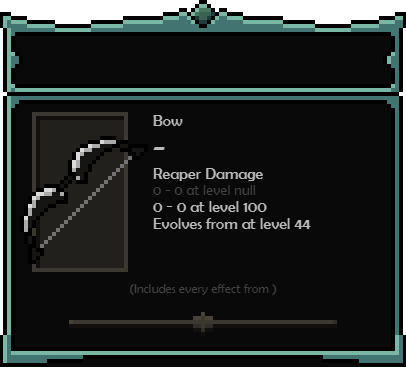 Bow
–
Reaper Damage
0 - 0 at level null
0 - 0 at level 100
Evolves from at level 44
(Includes every effect from )